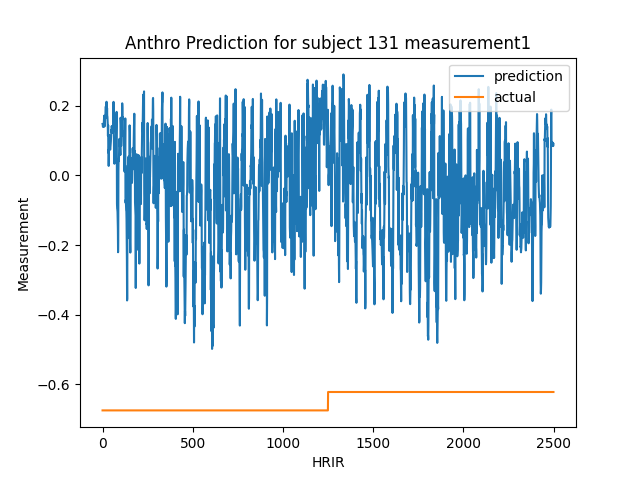 Anthro Prediction for subject 131 measurement1
prediction
actual
0.2
0.0
−0.2
−0.4
−0.6
Measurement
0
500
1000
1500
2000
2500
HRIR